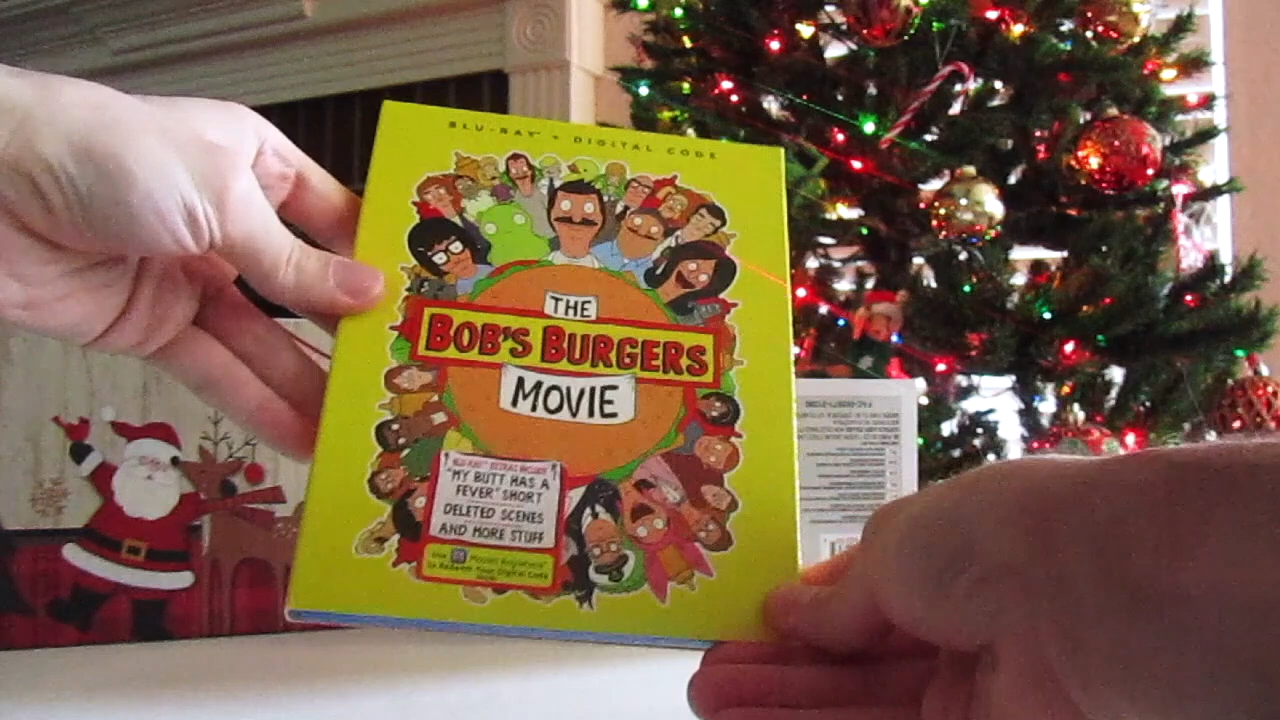 BLU-RAY™ + DIGITAL CODE
THE
BOB'S BURGERS
MOVIE
BLU-RAY™ EXTRAS INCLUDE
"MY BUTT HAS A
FEVER" SHORT
DELETED SCENES
AND MORE STUFF
Use Movies Anywhere
to Redeem Your Digital Code